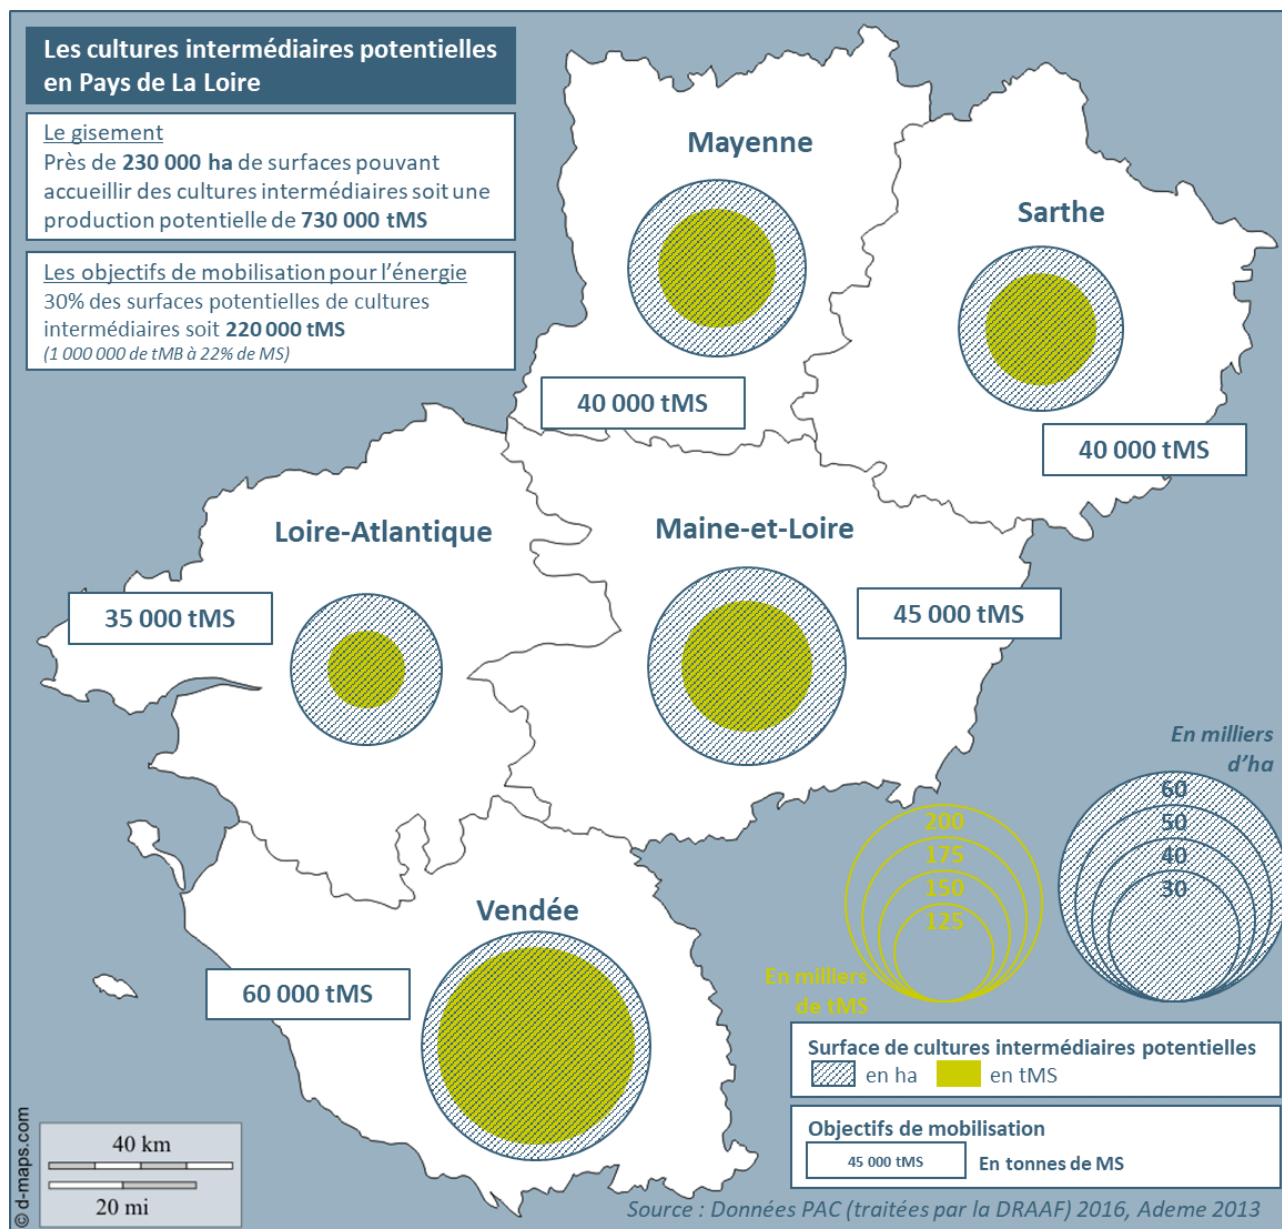 Les cultures intermédiaires potentielles
en Pays de La Loire
Le gisement
Près de 230 000 ha de surfaces pouvant
accueillir des cultures intermédiaires soit une
production potentielle de 730 000 tMS
Les objectifs de mobilisation pour l'énergie
30% des surfaces potentielles de cultures
intermédiaires soit 220 000 tMS
(1 000 000 de tMB à 22% de MS)
Mayenne
40 000 tMS
Sarthe
40 000 tMS
Loire-Atlantique
35 000 tMS
Maine-et-Loire
45 000 tMS
Vendée
60 000 tMS
En milliers
d'ha
60
50
40
30
200
175
150
125
En milliers
de tMS
Surface de cultures intermédiaires potentielles
en ha en tMS
Objectifs de mobilisation
45 000 tMS En tonnes de MS
40 km
20 mi
© d-maps.com
Source : Données PAC (traitées par la DRAAF) 2016, Ademe 2013